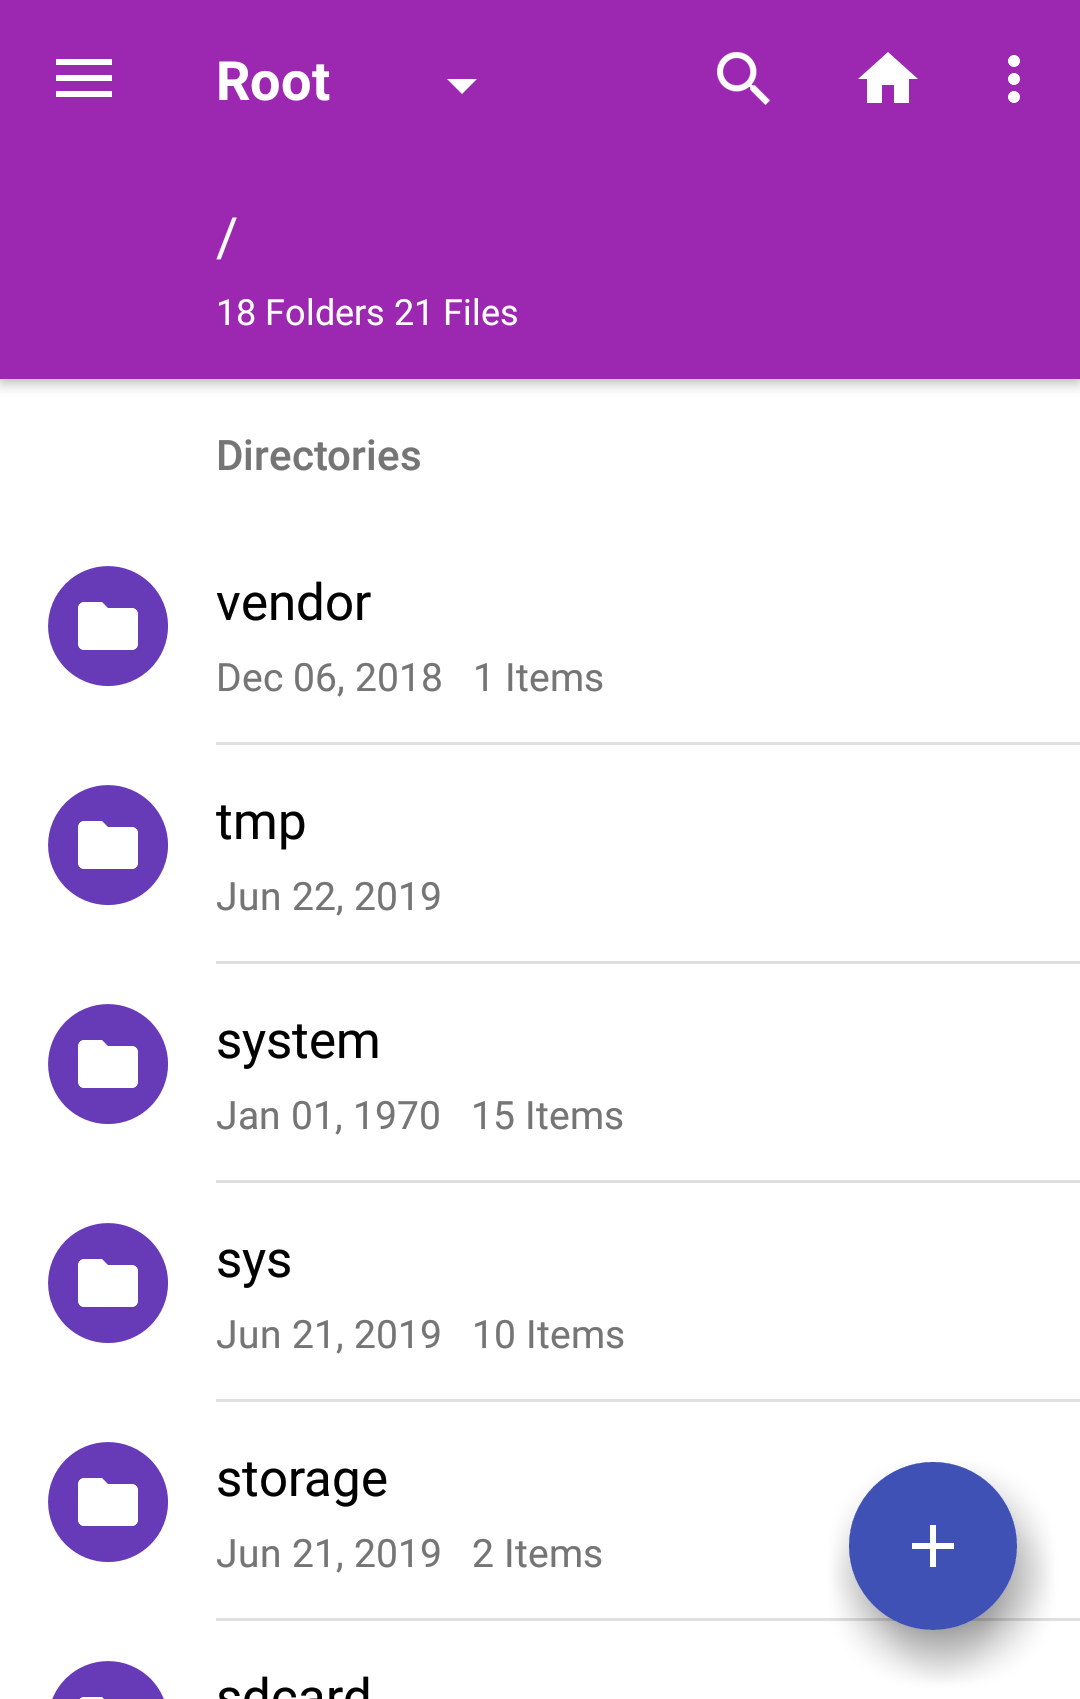 Root
/
18 Folders 21 Files
Directories
vendor
Dec 06, 2018 1 Items
tmp
Jun 22, 2019
system
Jan 01, 1970 15 Items
sys
Jun 21, 2019 10 Items
storage
Jun 21, 2019 2 Items
sdcard